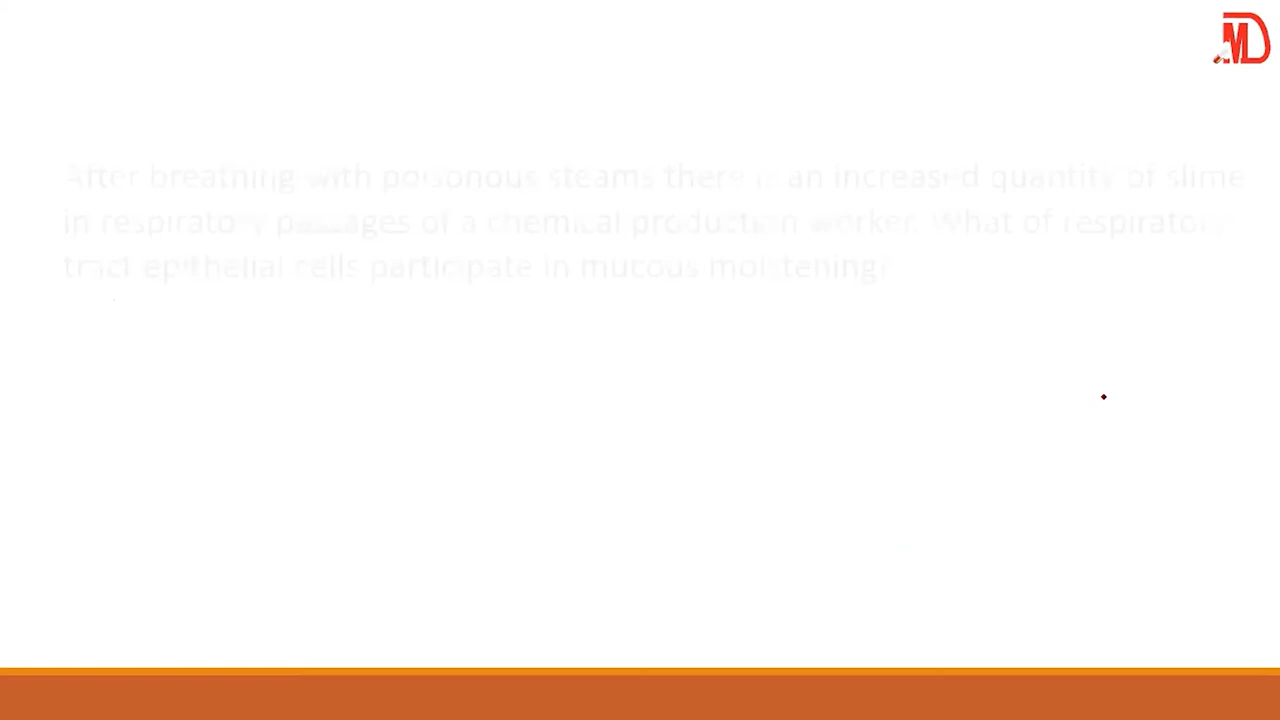 MD
After breathing with poisonous steams there is an increased quantity of slime
in respiratory passages of a chemical production worker. What of respiratory
tract epithelial cells participate in mucous moistening?